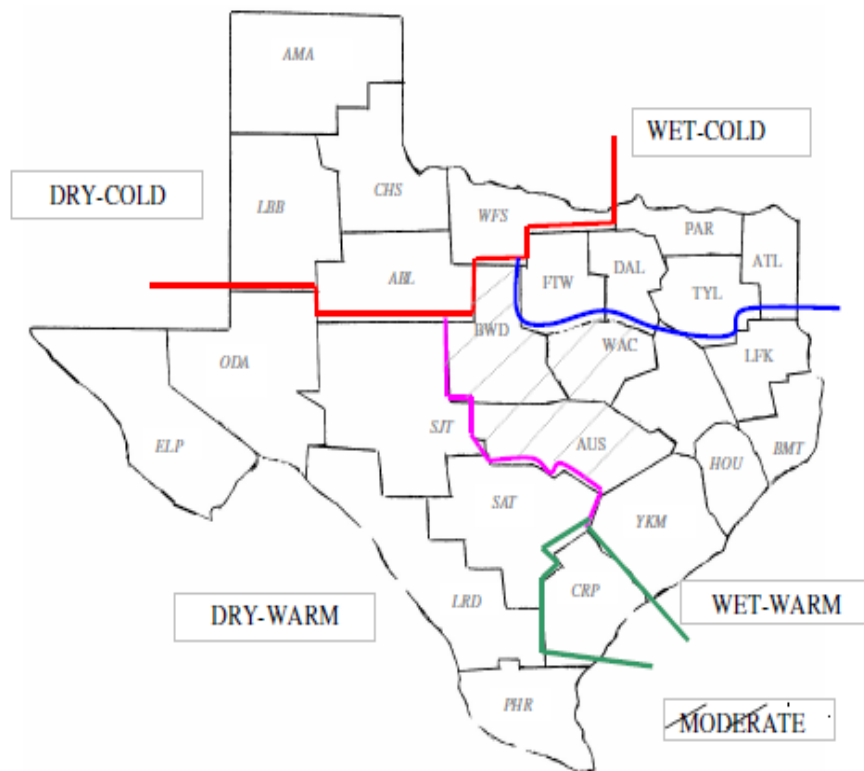 AMA
WET-COLD
DRY-COLD
LBB
CHS
WFS
PAR
ATL
ABL
FTW
DAL
TYL
BWD
WAC
LFK
ODA
ELP
SJT
AUS
HOU
BMT
SAT
YKM
DRY-WARM
LRD
CRP
WET-WARM
PHR
MODERATE